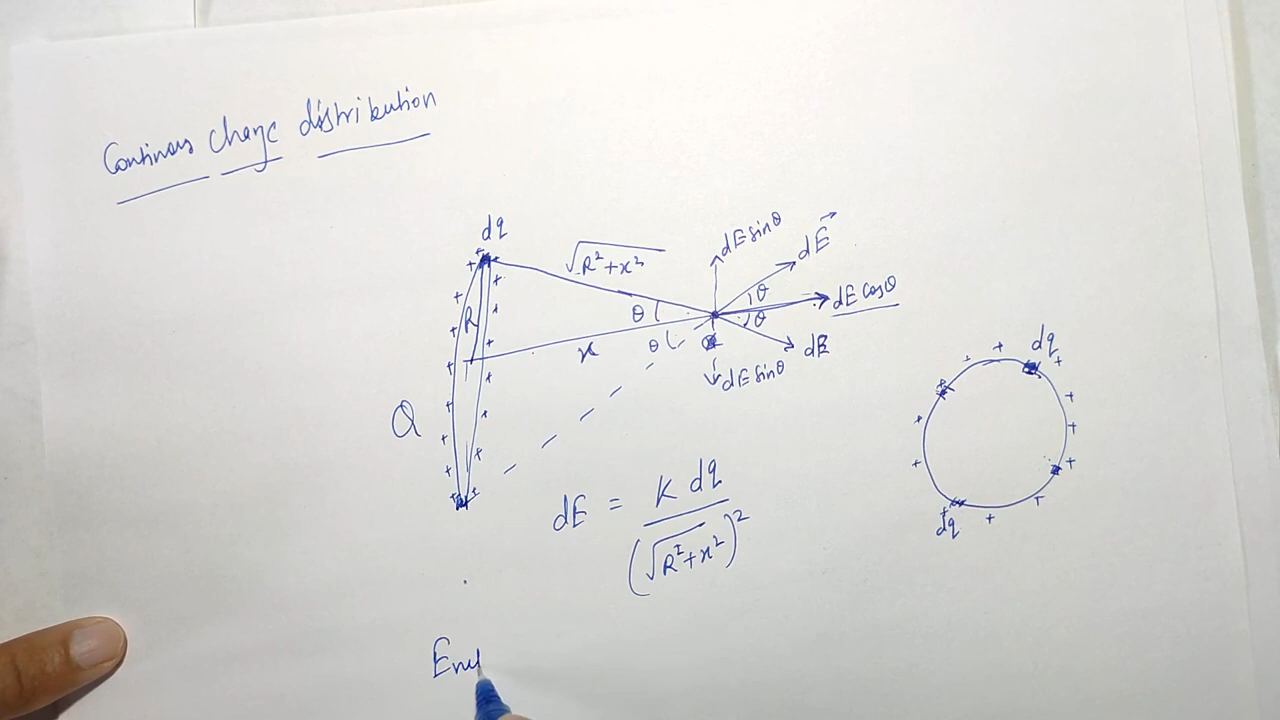 Continous charge distribution
dq
√R²+x²
dE sinθ
dE⃗
R
θ
θ
dE cosθ
θ
x
θ
dE
dE sinθ
Q
dq
dE = K dq / (√R²+x²)²
dq
Enet